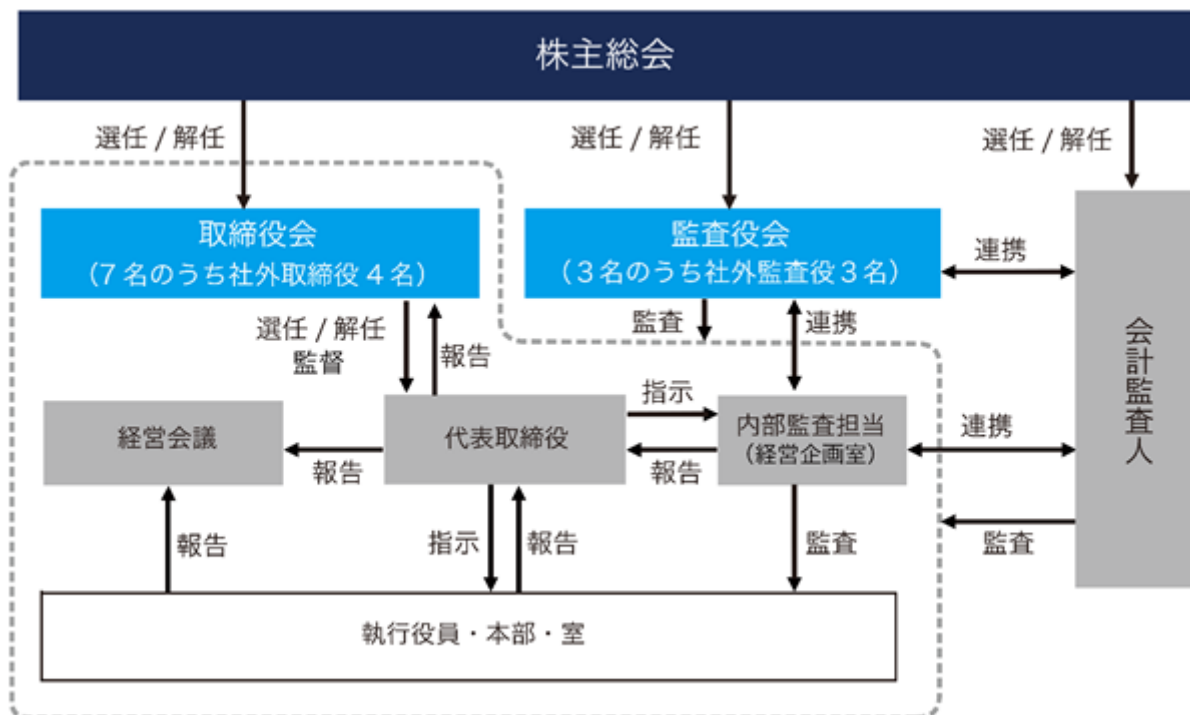 株主総会
選任 / 解任
選任 / 解任
選任 / 解任
取締役会
（7 名のうち社外取締役 4 名）
監査役会
（3 名のうち社外監査役 3 名）
連携
選任 / 解任
監督
報告
監査
連携
会計監査人
経営会議
報告
代表取締役
指示
報告
内部監査担当
（経営企画室）
連携
報告
指示
報告
監査
監査
執行役員・本部・室